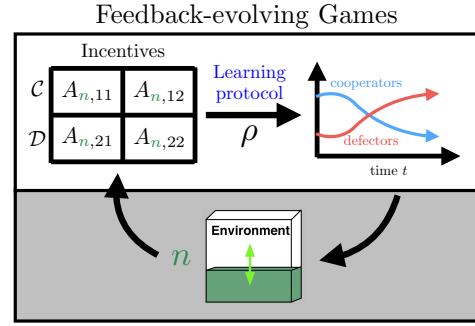 Feedback-evolving Games
Incentives
C A_{n,11} A_{n,12}
D A_{n,21} A_{n,22}
Learning
protocol
ρ
cooperators
defectors
time t
n
Environment